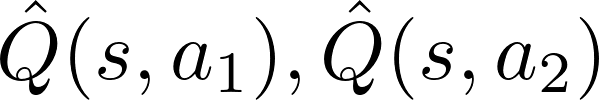 Q̂(s, a₁), Q̂(s, a₂)